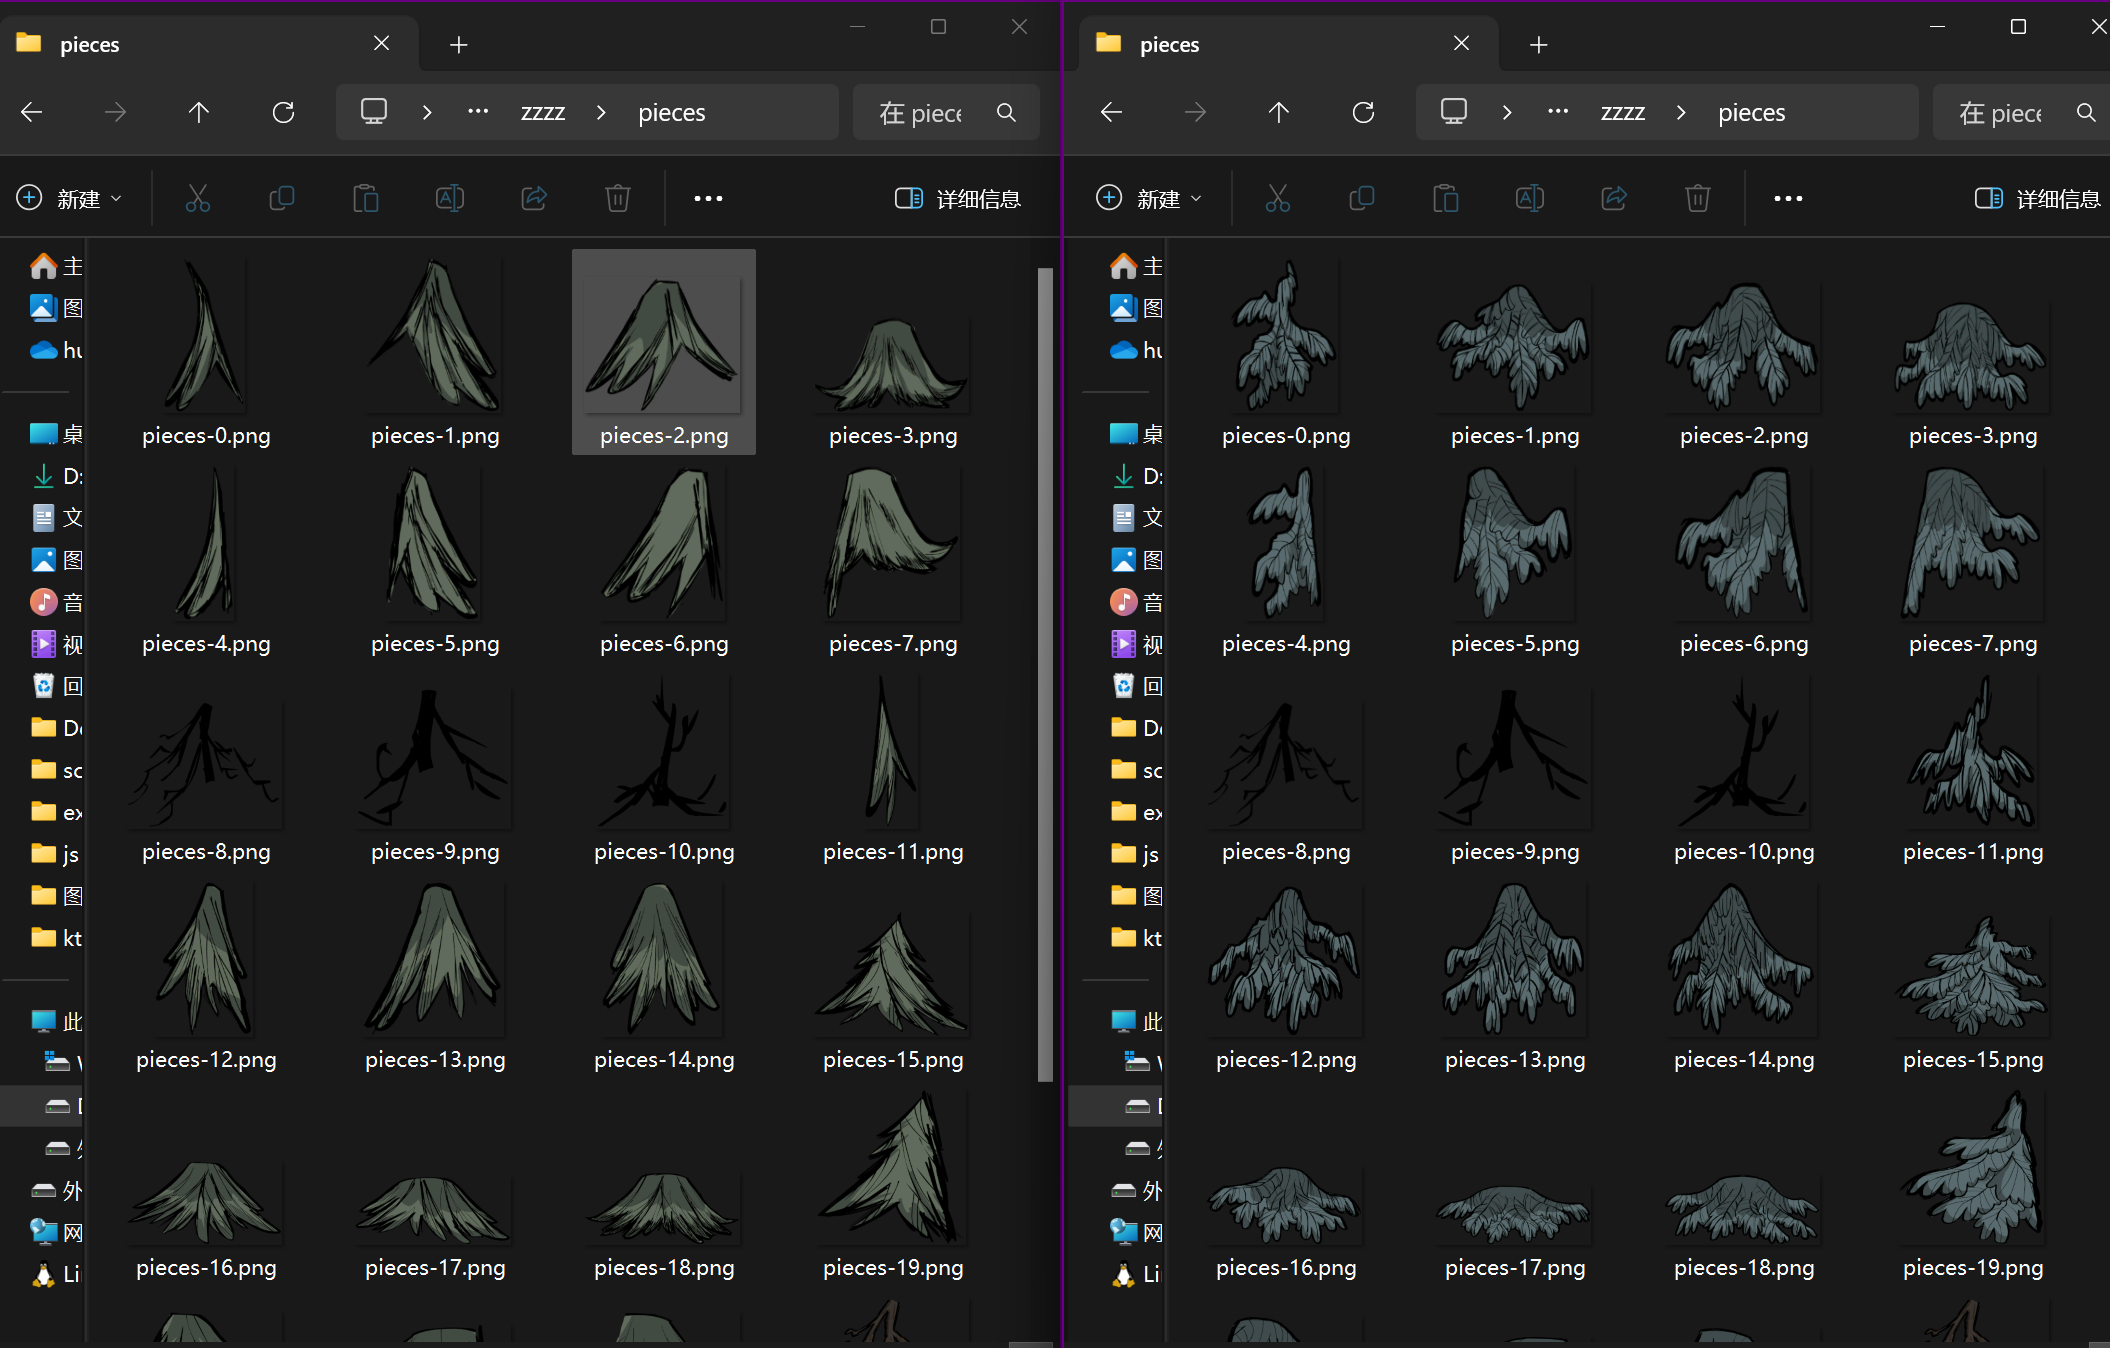 pieces
zzzz
pieces
在 piece
新建
详细信息
主
图
hu
桌
D:
文
图
音
视
回
De
sc
ex
js
图
kt
此
外
网
Lin
pieces-0.png
pieces-1.png
pieces-2.png
pieces-3.png
pieces-4.png
pieces-5.png
pieces-6.png
pieces-7.png
pieces-8.png
pieces-9.png
pieces-10.png
pieces-11.png
pieces-12.png
pieces-13.png
pieces-14.png
pieces-15.png
pieces-16.png
pieces-17.png
pieces-18.png
pieces-19.png
pieces
zzzz
pieces
在 piece
新建
详细信息
主
图
hu
桌
D:
文
图
音
视
回
De
sc
ex
js
图
kt
此
外
网
Lin
pieces-0.png
pieces-1.png
pieces-2.png
pieces-3.png
pieces-4.png
pieces-5.png
pieces-6.png
pieces-7.png
pieces-8.png
pieces-9.png
pieces-10.png
pieces-11.png
pieces-12.png
pieces-13.png
pieces-14.png
pieces-15.png
pieces-16.png
pieces-17.png
pieces-18.png
pieces-19.png